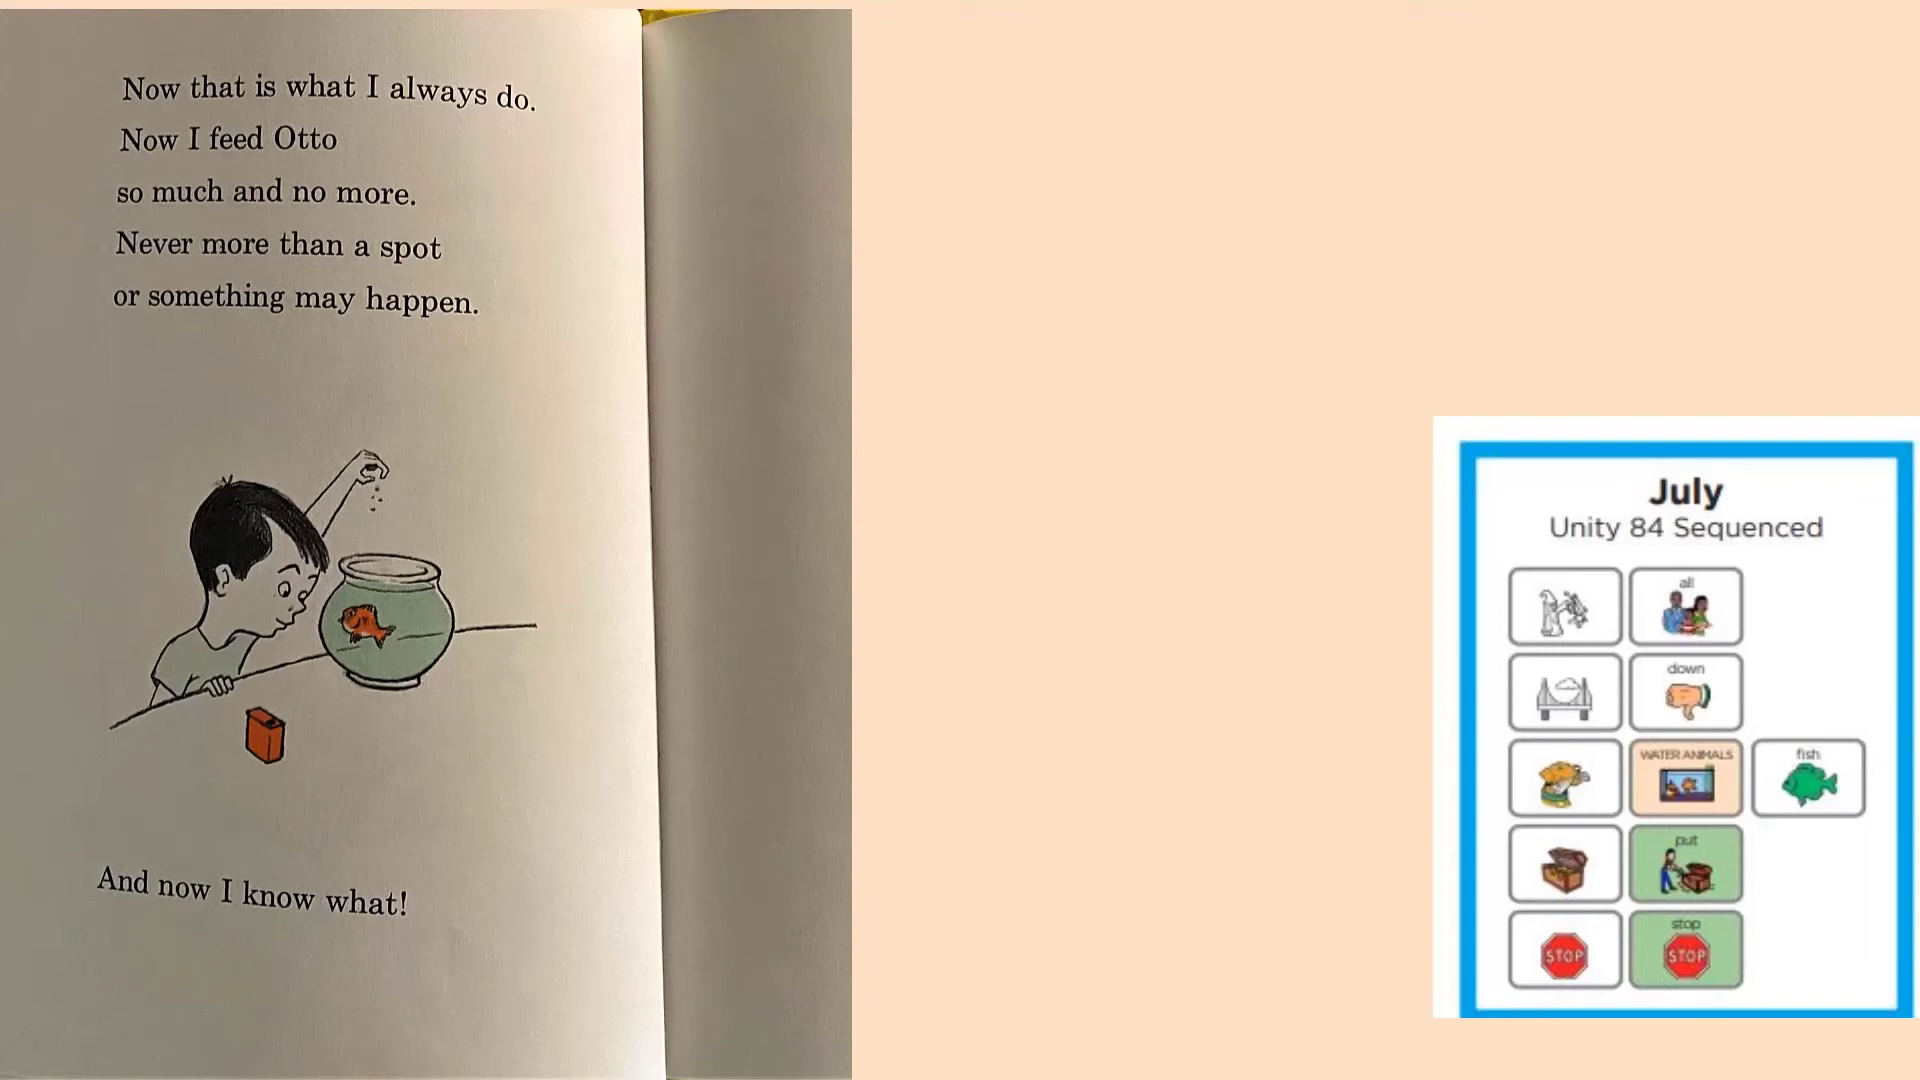 Now that is what I always do.
Now I feed Otto
so much and no more.
Never more than a spot
or something may happen.
And now I know what!
July
Unity 84 Sequenced
all
down
WATER ANIMALS
fish
put
STOP
stop
STOP